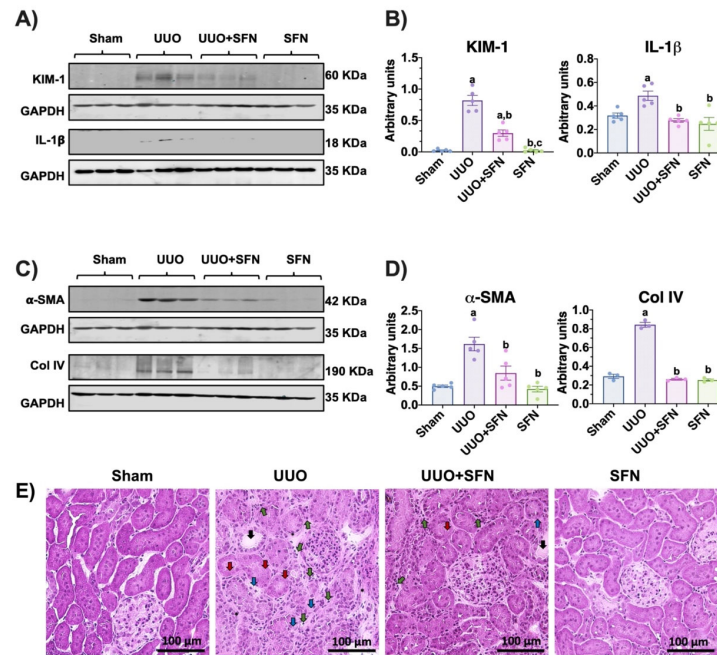 A)
Sham UUO UUO+SFN SFN
KIM-1 60 KDa
GAPDH 35 KDa
IL-1β 18 KDa
GAPDH 35 KDa
B)
KIM-1
Arbitrary units
1.5
1.0
0.5
0.0
a
a,b
b,c
Sham UUO UUO+SFN SFN
IL-1β
Arbitrary units
0.8
0.6
0.4
0.2
0.0
a
b
b
Sham UUO UUO+SFN SFN
C)
Sham UUO UUO+SFN SFN
α-SMA 42 KDa
GAPDH 35 KDa
Col IV 190 KDa
GAPDH 35 KDa
D)
α-SMA
Arbitrary units
2.5
2.0
1.5
1.0
0.5
0.0
a
b
b
Sham UUO UUO+SFN SFN
Col IV
Arbitrary units
1.0
0.8
0.6
0.4
0.2
0.0
a
b
b
Sham UUO UUO+SFN SFN
E)
Sham UUO UUO+SFN SFN
100 µm 100 µm 100 µm 100 µm